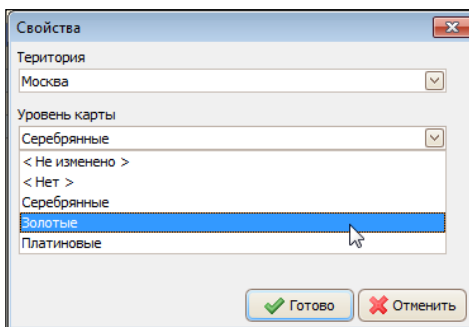 Свойства
Територия
Москва
Уровень карты
Серебрянные
< Не изменено >
< Нет >
Серебрянные
Золотые
Платиновые
Готово
Отменить